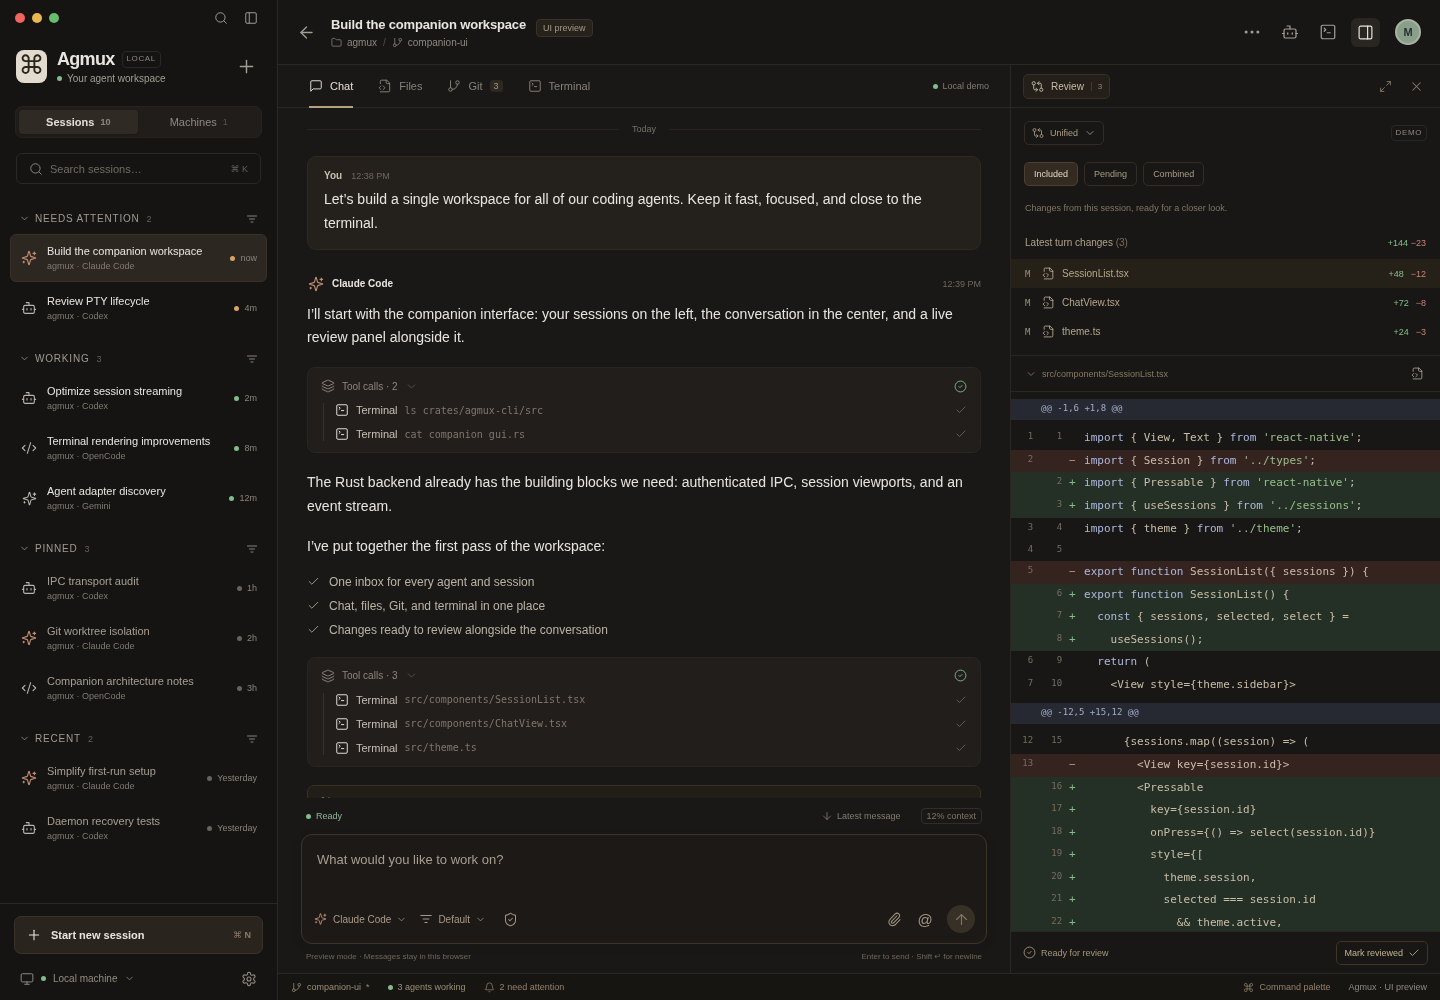 Agmux LOCAL
Your agent workspace
Sessions 10
Machines 1
Search sessions… ⌘ K
NEEDS ATTENTION 2
Build the companion workspace
agmux · Claude Code
now
Review PTY lifecycle
agmux · Codex
4m
WORKING 3
Optimize session streaming
agmux · Codex
2m
Terminal rendering improvements
agmux · OpenCode
8m
Agent adapter discovery
agmux · Gemini
12m
PINNED 3
IPC transport audit
agmux · Codex
1h
Git worktree isolation
agmux · Claude Code
2h
Companion architecture notes
agmux · OpenCode
3h
RECENT 2
Simplify first-run setup
agmux · Claude Code
Yesterday
Daemon recovery tests
agmux · Codex
Yesterday
Start new session ⌘ N
Local machine
Build the companion workspace UI preview
agmux / companion-ui
M
Chat
Files
Git 3
Terminal
Local demo
Today
You 12:38 PM
Let’s build a single workspace for all of our coding agents. Keep it fast, focused, and close to the
terminal.
Claude Code 12:39 PM
I’ll start with the companion interface: your sessions on the left, the conversation in the center, and a live
review panel alongside it.
Tool calls · 2
Terminal ls crates/agmux-cli/src
Terminal cat companion gui.rs
The Rust backend already has the building blocks we need: authenticated IPC, session viewports, and an
event stream.
I’ve put together the first pass of the workspace:
One inbox for every agent and session
Chat, files, Git, and terminal in one place
Changes ready to review alongside the conversation
Tool calls · 3
Terminal src/components/SessionList.tsx
Terminal src/components/ChatView.tsx
Terminal src/theme.ts
Ready
Latest message
12% context
What would you like to work on?
Claude Code
Default
@
Preview mode · Messages stay in this browser
Enter to send · Shift ↵ for newline
Review 3
Unified
DEMO
Included
Pending
Combined
Changes from this session, ready for a closer look.
Latest turn changes (3) +144 −23
M SessionList.tsx +48 −12
M ChatView.tsx +72 −8
M theme.ts +24 −3
src/components/SessionList.tsx
@@ -1,6 +1,8 @@
1 1 import { View, Text } from 'react-native';
2 − import { Session } from '../types';
2 + import { Pressable } from 'react-native';
3 + import { useSessions } from '../sessions';
3 4 import { theme } from '../theme';
4 5
5 − export function SessionList({ sessions }) {
6 + export function SessionList() {
7 + const { sessions, selected, select } =
8 + useSessions();
6 9 return (
7 10 <View style={theme.sidebar}>
@@ -12,5 +15,12 @@
12 15 {sessions.map((session) => (
13 − <View key={session.id}>
16 + <Pressable
17 + key={session.id}
18 + onPress={() => select(session.id)}
19 + style={[
20 + theme.session,
21 + selected === session.id
22 + && theme.active,
Ready for review
Mark reviewed
companion-ui *
3 agents working
2 need attention
Command palette
Agmux · UI preview